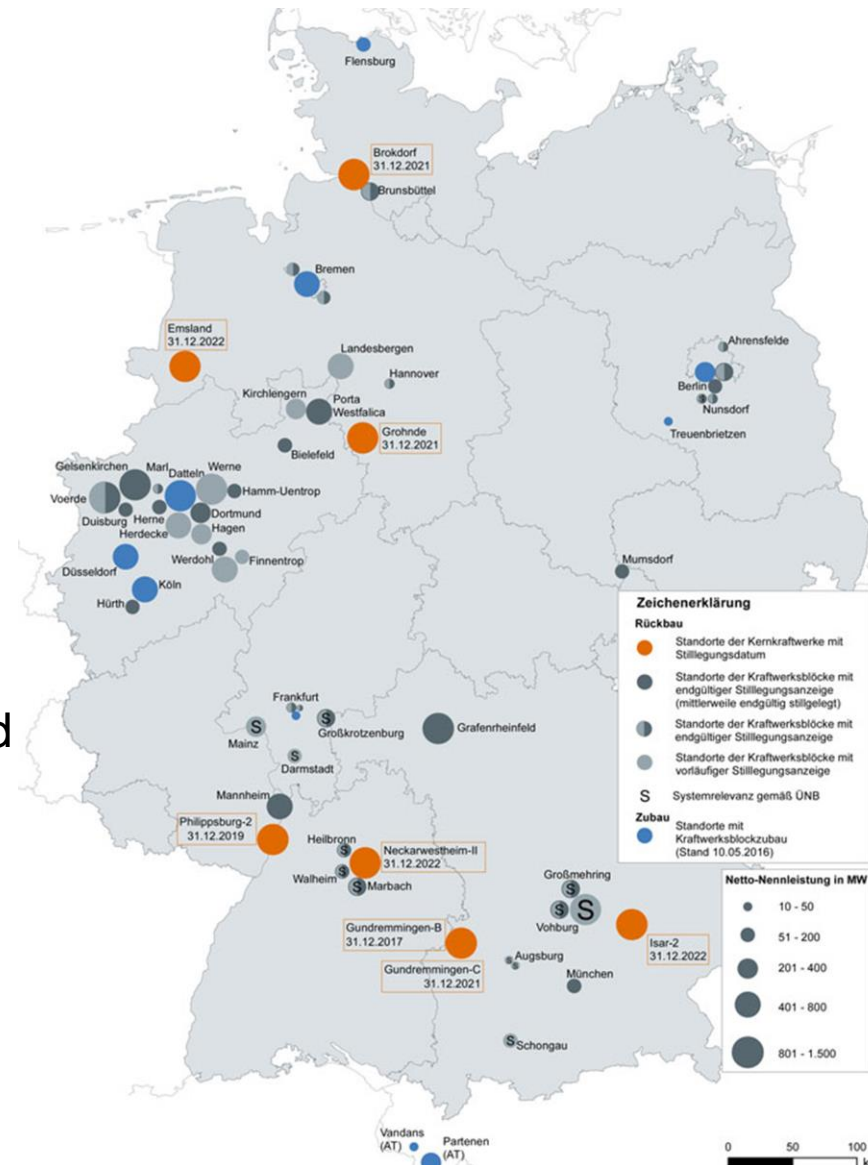 Flensburg
Brokdorf
31.12.2021
Brunsbüttel
Bremen
Emsland
31.12.2022
Landesbergen
Hannover
Kirchlengern
Porta
Westfalica
Grohnde
31.12.2021
Bielefeld
Ahrensfelde
Berlin
Nunsdorf
Treuenbrietzen
Gelsenkirchen
Marl
Datteln
Werne
Voerde
Hamm-Uentrop
Duisburg
Herne
Dortmund
Herdecke
Hagen
Werdohl
Finnentrop
Düsseldorf
Köln
Hürth
Mumsdorf
d
Frankfurt
Großkrotzenburg
Mainz
S
S
Darmstadt
S
Grafenrheinfeld
Mannheim
Philippsburg-2
31.12.2019
Heilbronn
S
Neckarwestheim-II
31.12.2022
Walheim
S
Marbach
S
Großmehring
S
Vohburg
S
S
Gundremmingen-B
31.12.2017
Gundremmingen-C
31.12.2021
Isar-2
31.12.2022
Augsburg
S
S
München
Schongau
S
Vandans
(AT)
Partenen
(AT)
Zeichenerklärung
Rückbau
Standorte der Kernkraftwerke mit
Stilllegungsdatum
Standorte der Kraftwerksblöcke mit
endgültiger Stilllegungsanzeige
(mittlerweile endgültig stillgelegt)
Standorte der Kraftwerksblöcke mit
endgültiger Stilllegungsanzeige
Standorte der Kraftwerksblöcke mit
vorläufiger Stilllegungsanzeige
S Systemrelevanz gemäß ÜNB
Zubau
Standorte mit
Kraftwerksblockzubau
(Stand 10.05.2016)
Netto-Nennleistung in MW
10 - 50
51 - 200
201 - 400
401 - 800
801 - 1.500
0 50 100